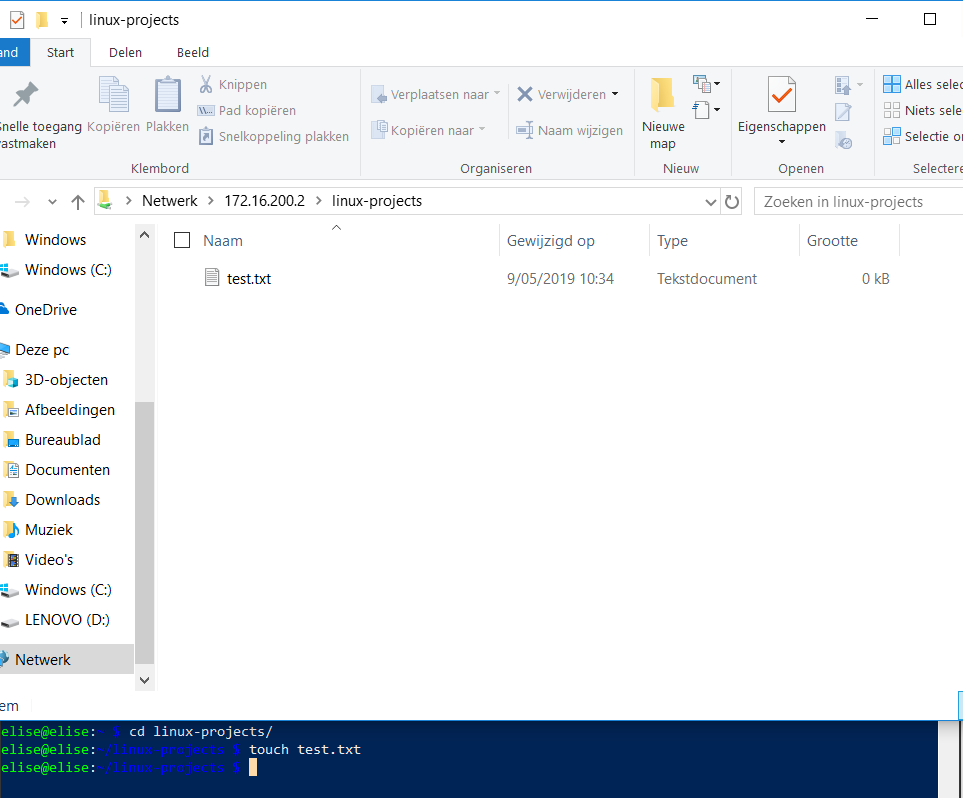 linux-projects
and Start Delen Beeld
Knippen
Pad kopiëren
Snelkoppeling plakken
nelle toegang
astmaken
Kopiëren
Plakken
Klembord
Verplaatsen naar
Kopiëren naar
Verwijderen
Naam wijzigen
Organiseren
Nieuwe
map
Nieuw
Eigenschappen
Openen
Alles selec
Niets sele
Selectie o
Selectere
Netwerk > 172.16.200.2 > linux-projects
Zoeken in linux-projects
Windows
Windows (C:)
OneDrive
Deze pc
3D-objecten
Afbeeldingen
Bureaublad
Documenten
Downloads
Muziek
Video's
Windows (C:)
LENOVO (D:)
Netwerk
Naam Gewijzigd op Type Grootte
test.txt 9/05/2019 10:34 Tekstdocument 0 kB
em
elise@elise:~ $ cd linux-projects/
elise@elise:~/linux-projects $ touch test.txt
elise@elise:~/linux-projects $